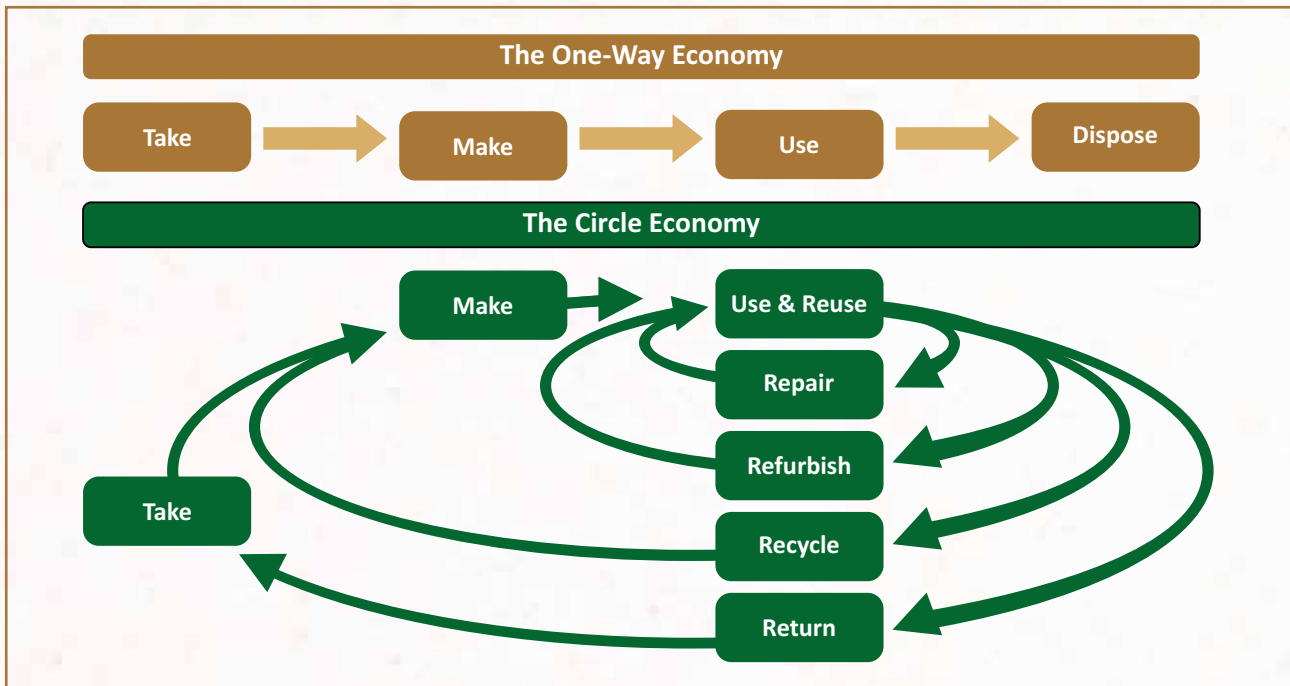 The One-Way Economy
Take
Make
Use
Dispose
The Circle Economy
Make
Use & Reuse
Repair
Refurbish
Take
Recycle
Return